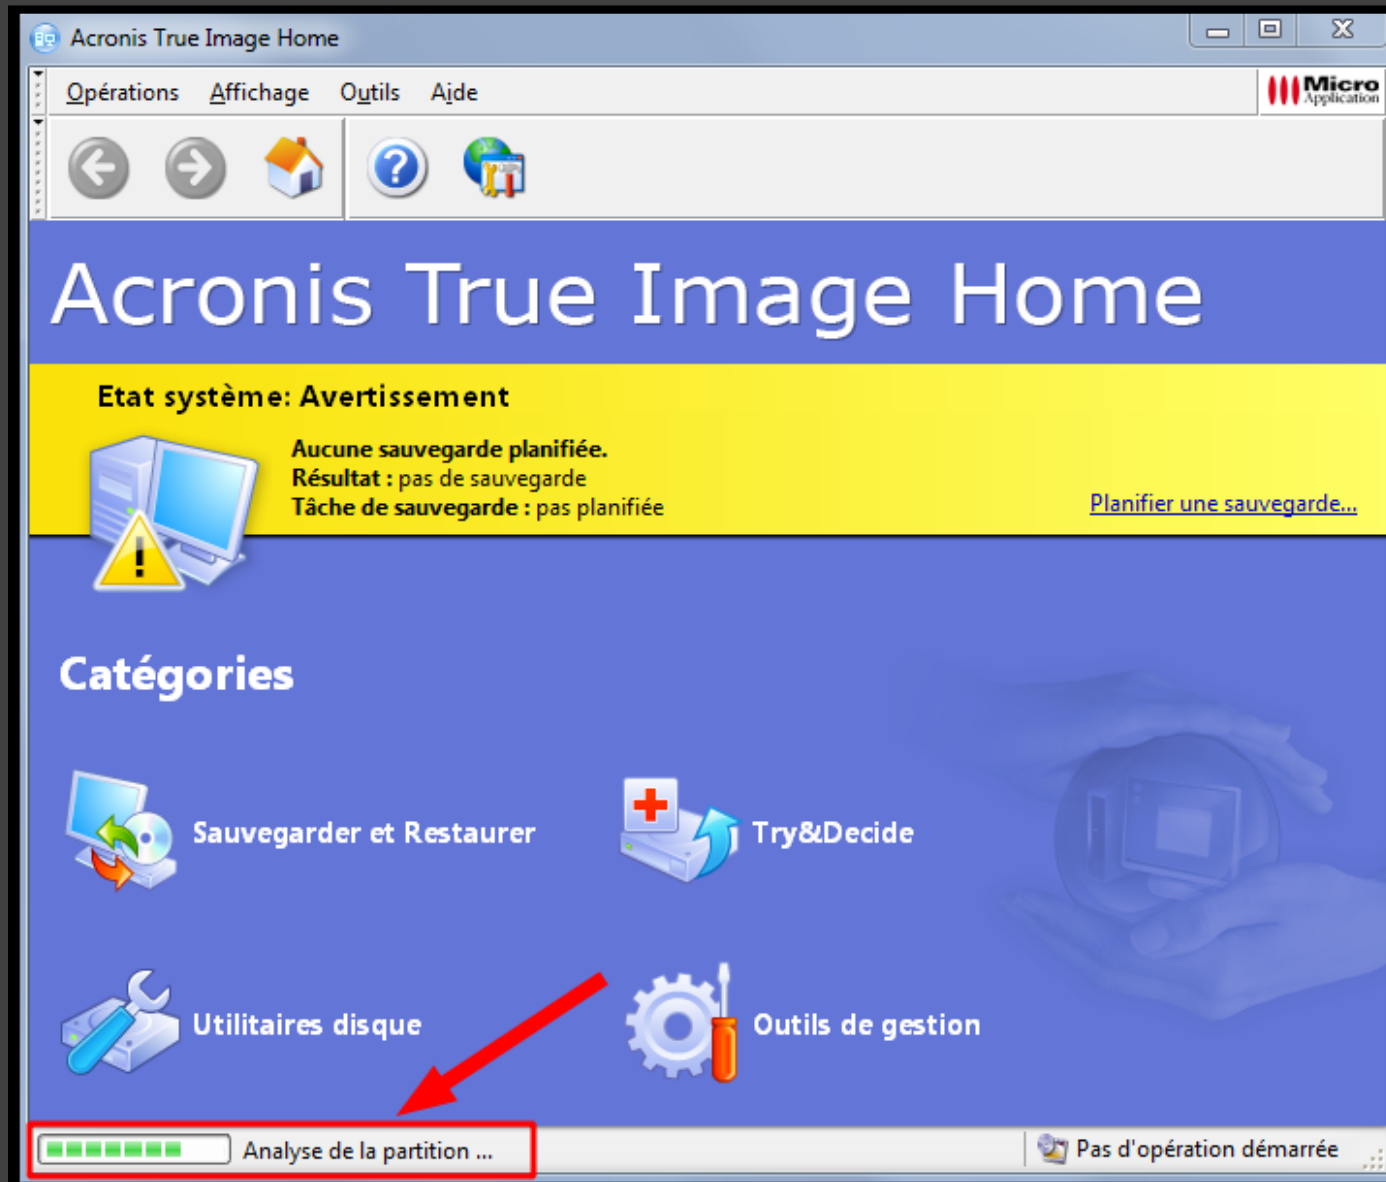 Acronis True Image Home
Opérations Affichage Outils Aide
Micro
Application
Acronis True Image Home
Etat système: Avertissement
Aucune sauvegarde planifiée.
Résultat : pas de sauvegarde
Tâche de sauvegarde : pas planifiée
Planifier une sauvegarde...
Catégories
Sauvegarder et Restaurer
Try&Decide
Utilitaires disque
Outils de gestion
Analyse de la partition ...
Pas d'opération démarrée